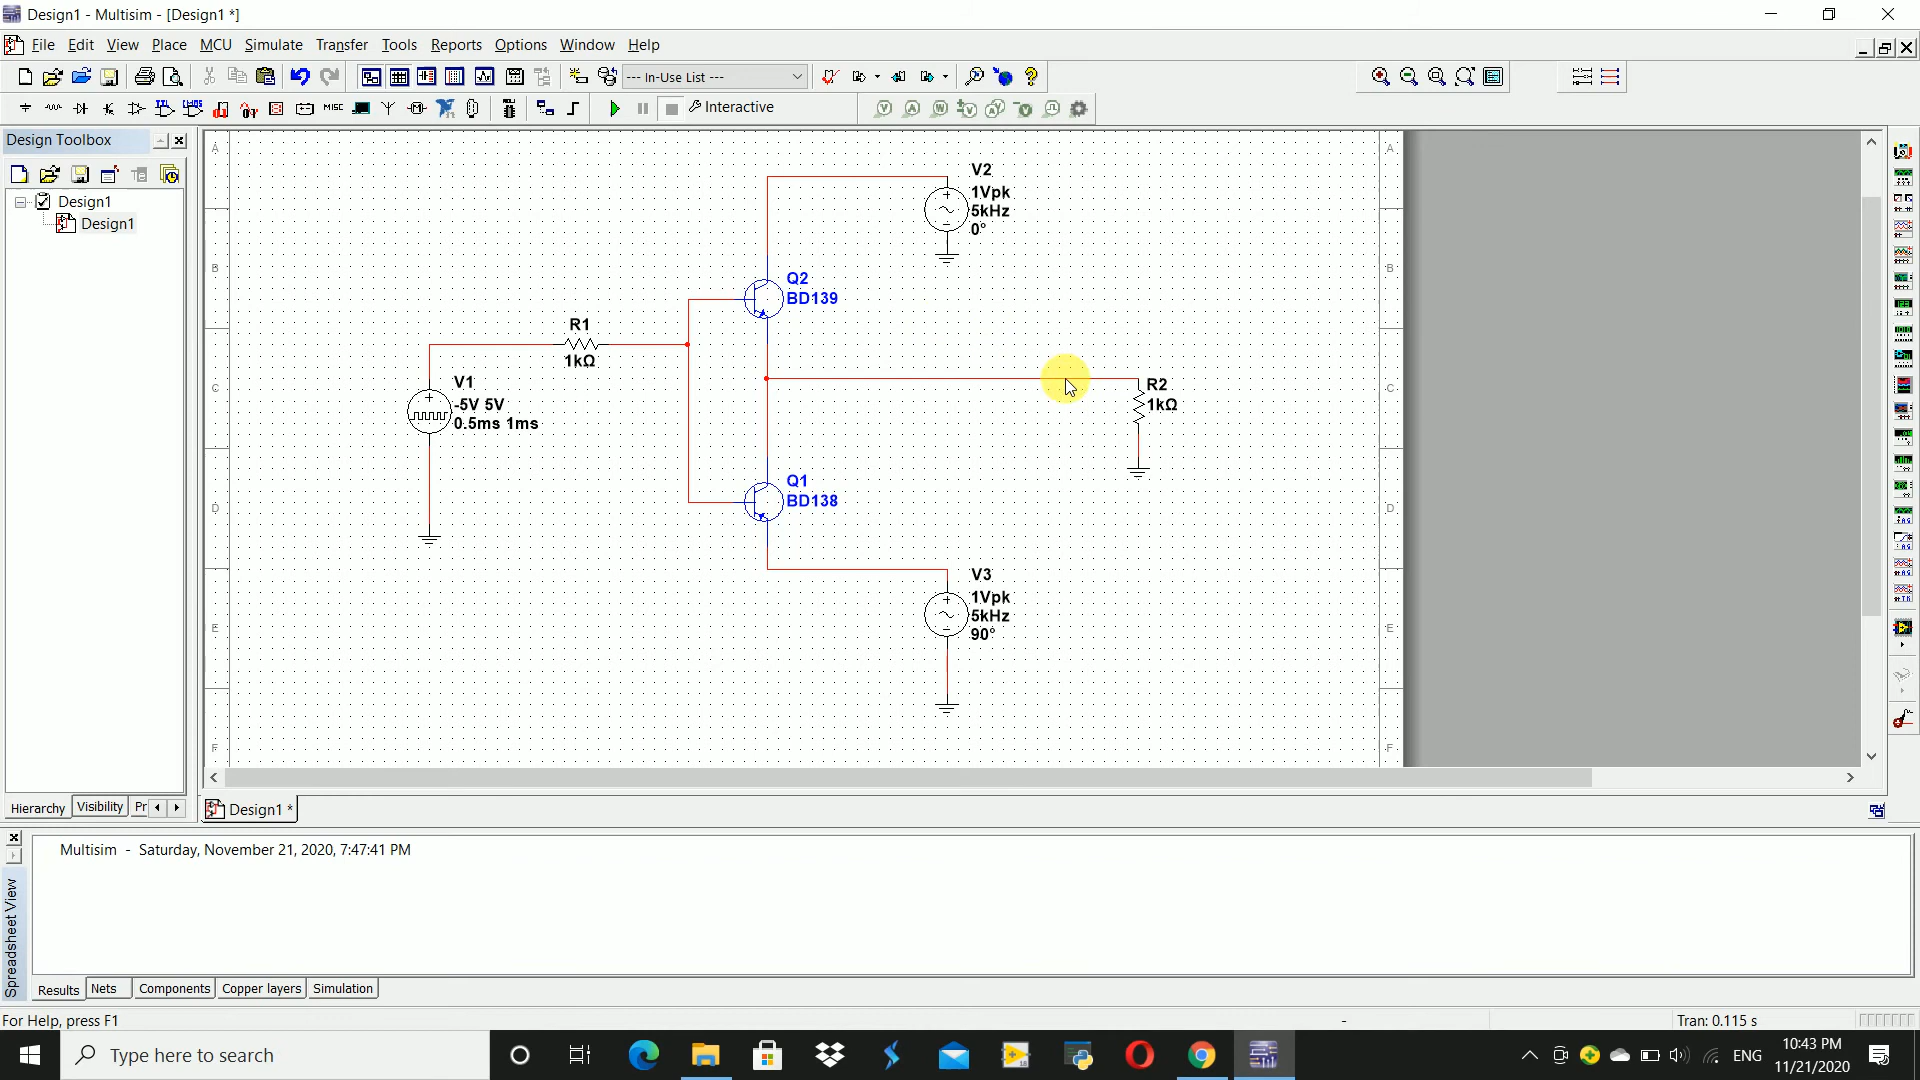 Design1 - Multisim - [Design1 *]
File Edit View Place MCU Simulate Transfer Tools Reports Options Window Help
--- In-Use List ---
MISC Interactive
Design Toolbox
Design1
Design1
A
B
C
D
E
F
A
B
C
D
E
F
V2
1Vpk
5kHz
0°
Q2
BD139
R1
1kΩ
V1
-5V 5V
0.5ms 1ms
R2
1kΩ
Q1
BD138
V3
1Vpk
5kHz
90°
Hierarchy Visibility Pr
Design1 *
Multisim - Saturday, November 21, 2020, 7:47:41 PM
Spreadsheet View
Results Nets Components Copper layers Simulation
For Help, press F1
-
Tran: 0.115 s
Type here to search
ENG
10:43 PM
11/21/2020